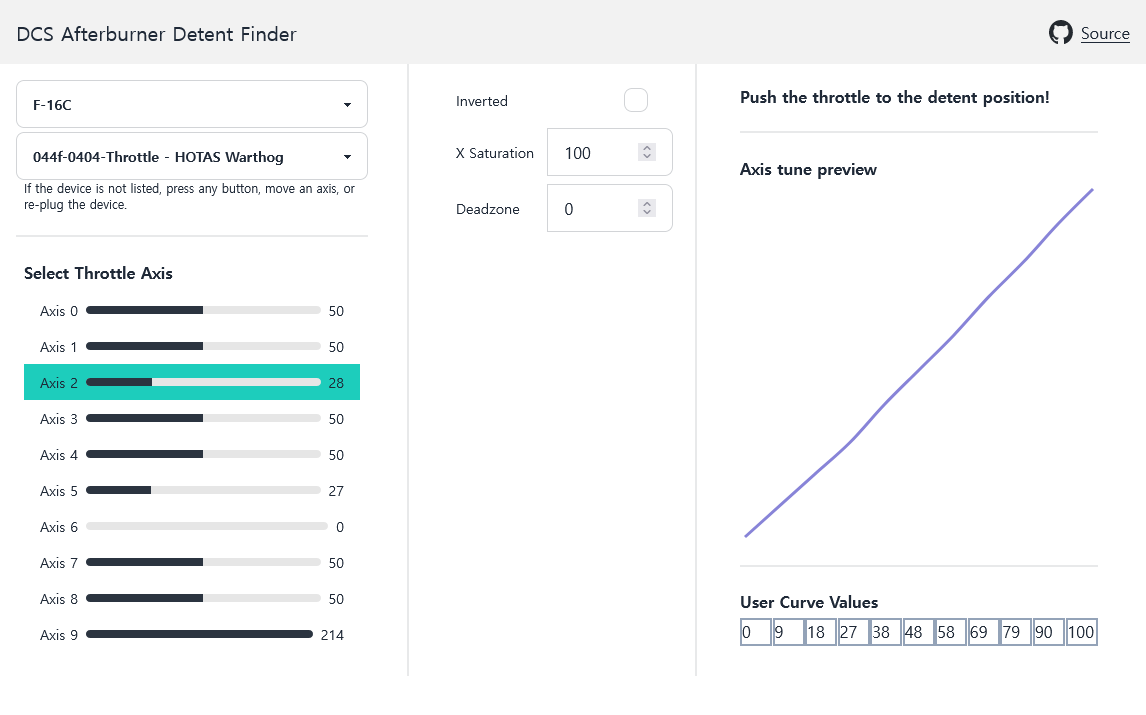 DCS Afterburner Detent Finder
Source
F-16C
044f-0404-Throttle - HOTAS Warthog
If the device is not listed, press any button, move an axis, or
re-plug the device.
Select Throttle Axis
Axis 0 50
Axis 1 50
Axis 2 28
Axis 3 50
Axis 4 50
Axis 5 27
Axis 6 0
Axis 7 50
Axis 8 50
Axis 9 214
Inverted
X Saturation 100
Deadzone 0
Push the throttle to the detent position!
Axis tune preview
User Curve Values
0 9 18 27 38 48 58 69 79 90 100